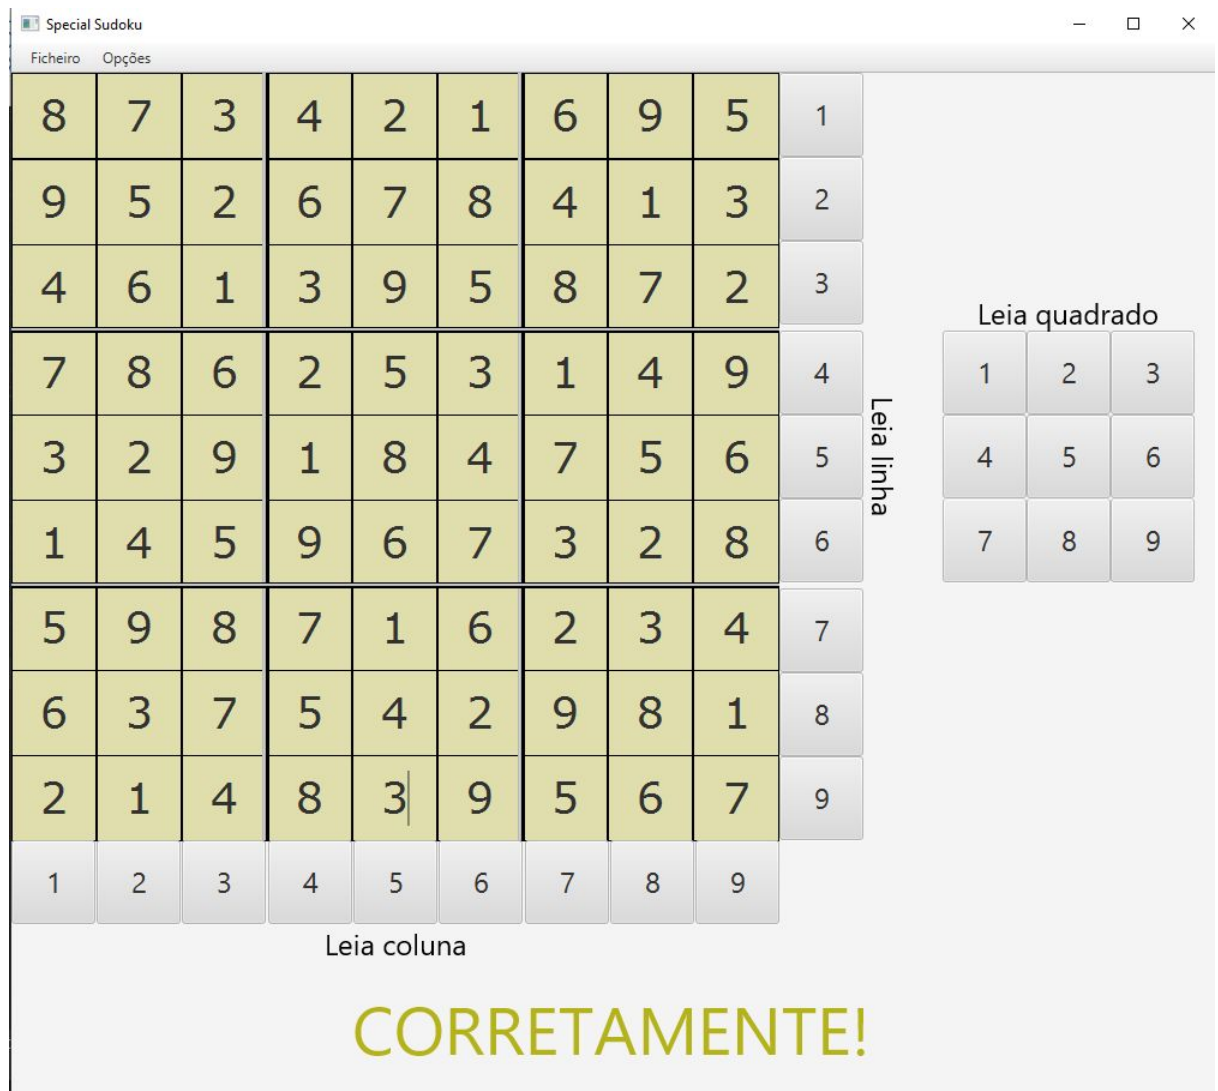 Special Sudoku
Ficheiro Opções
8 7 3 4 2 1 6 9 5 1
9 5 2 6 7 8 4 1 3 2
4 6 1 3 9 5 8 7 2 3
Leia quadrado
7 8 6 2 5 3 1 4 9 4 1 2 3
Leia linha
3 2 9 1 8 4 7 5 6 5 4 5 6
1 4 5 9 6 7 3 2 8 6 7 8 9
5 9 8 7 1 6 2 3 4 7
6 3 7 5 4 2 9 8 1 8
2 1 4 8 3 9 5 6 7 9
1 2 3 4 5 6 7 8 9
Leia coluna
CORRETAMENTE!